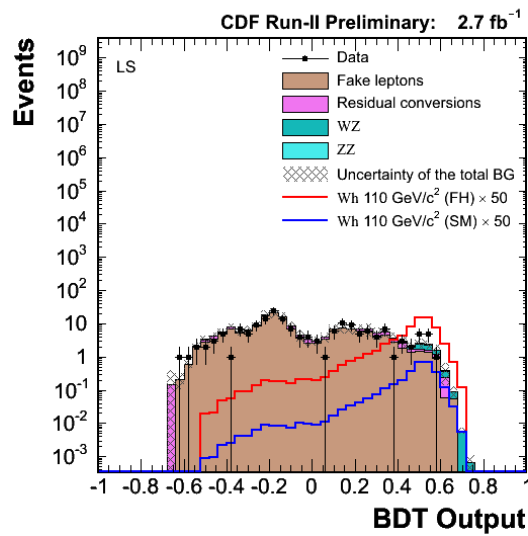 CDF Run-II Preliminary: 2.7 fb⁻¹
Events
LS
Data
Fake leptons
Residual conversions
WZ
ZZ
Uncertainty of the total BG
Wh 110 GeV/c² (FH) × 50
Wh 110 GeV/c² (SM) × 50
10⁹
10⁸
10⁷
10⁶
10⁵
10⁴
10³
10²
10
1
10⁻¹
10⁻²
10⁻³
-1 -0.8 -0.6 -0.4 -0.2 0 0.2 0.4 0.6 0.8 1
BDT Output